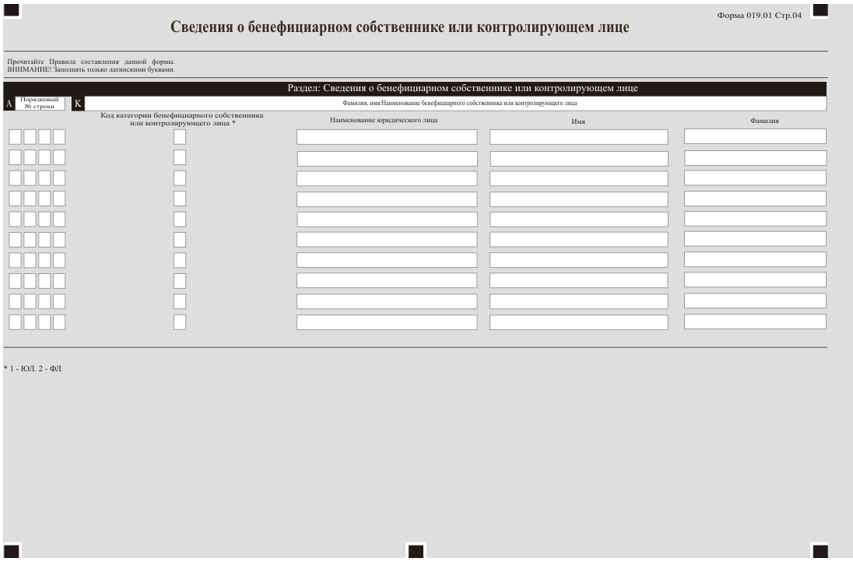 Форма 019.01 Стр.04
Сведения о бенефициарном собственнике или контролирующем лице
Прочитайте Правила составления данной формы.
ВНИМАНИЕ! Заполнять только латинскими буквами.
Раздел: Сведения о бенефициарном собственнике или контролирующем лице
A Порядковый
№ строки
K Фамилия, имя/Наименование бенефициарного собственника или контролирующего лица
Код категории бенефициарного собственника
или контролирующего лица *
Наименование юридического лица Имя Фамилия
* 1 - ЮЛ. 2 - ФЛ